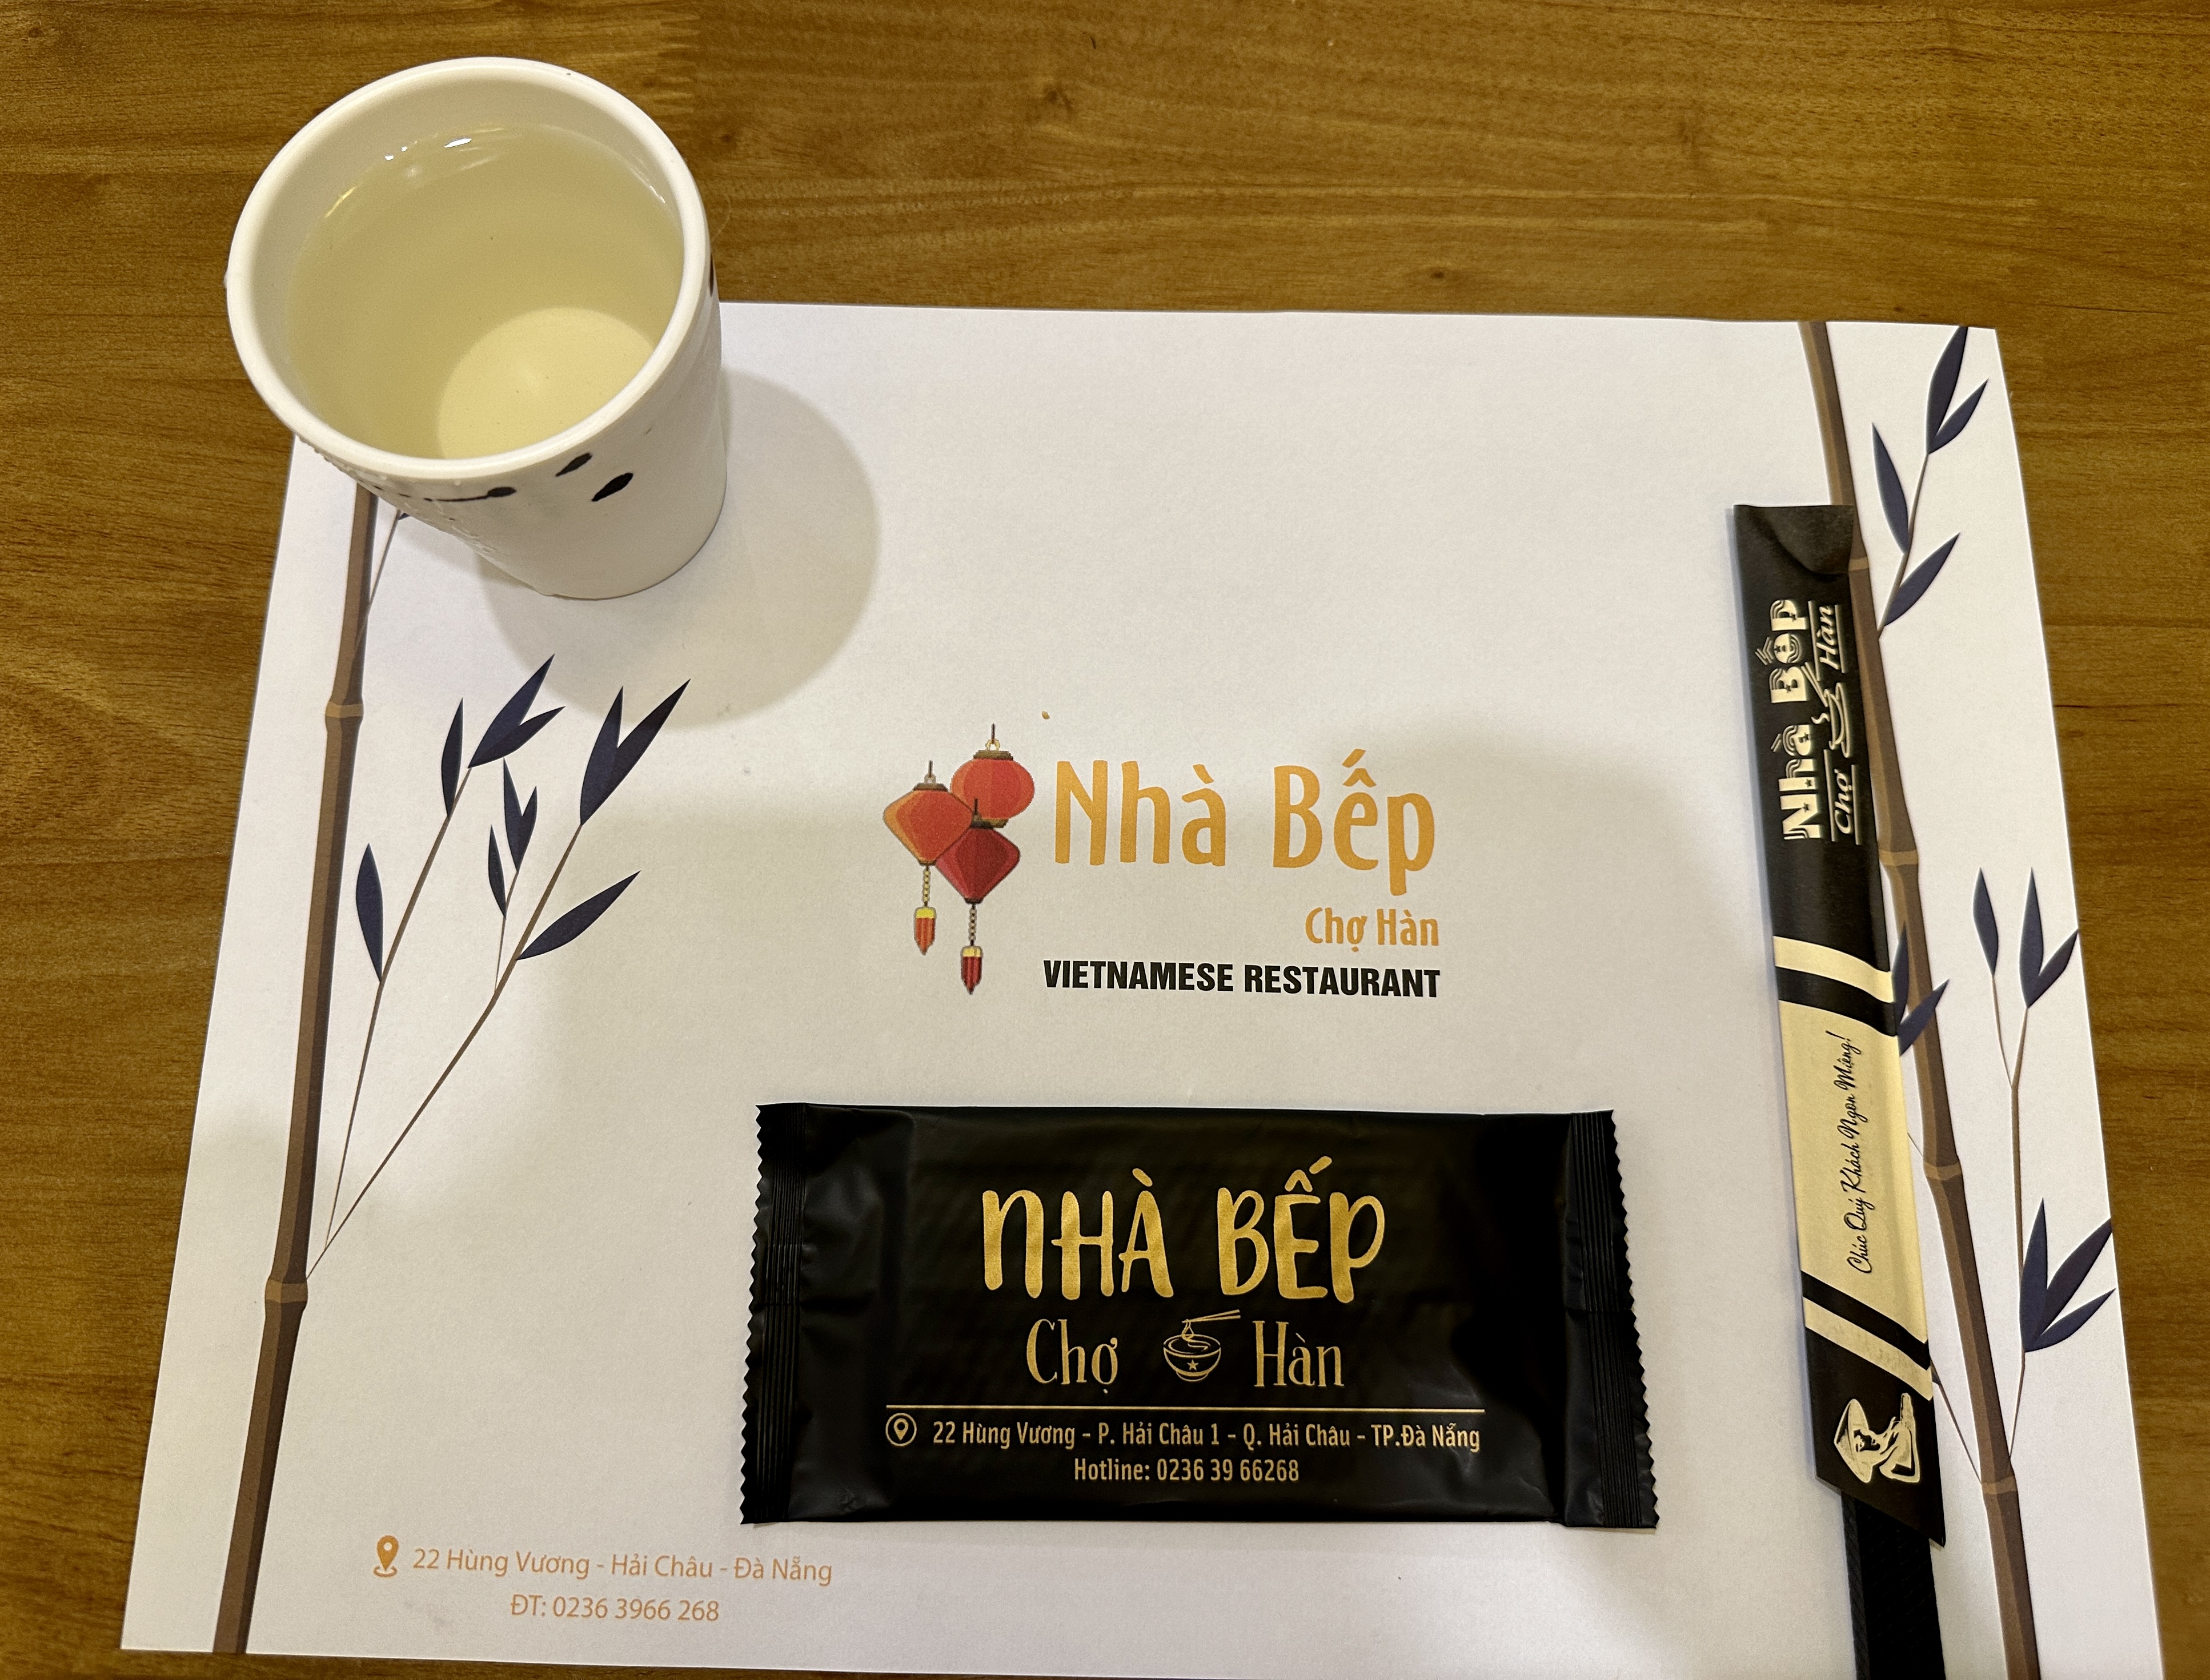 Nhà Bếp
Chợ Hàn
VIETNAMESE RESTAURANT
Nhà Bếp
Chợ Hàn
Chúc Quý Khách Ngon Miệng!
NHÀ BẾP
Chợ Hàn
22 Hùng Vương - P. Hải Châu 1 - Q. Hải Châu - TP.Đà Nẵng
Hotline: 0236 39 66268
22 Hùng Vương - Hải Châu - Đà Nẵng
ĐT: 0236 3966 268